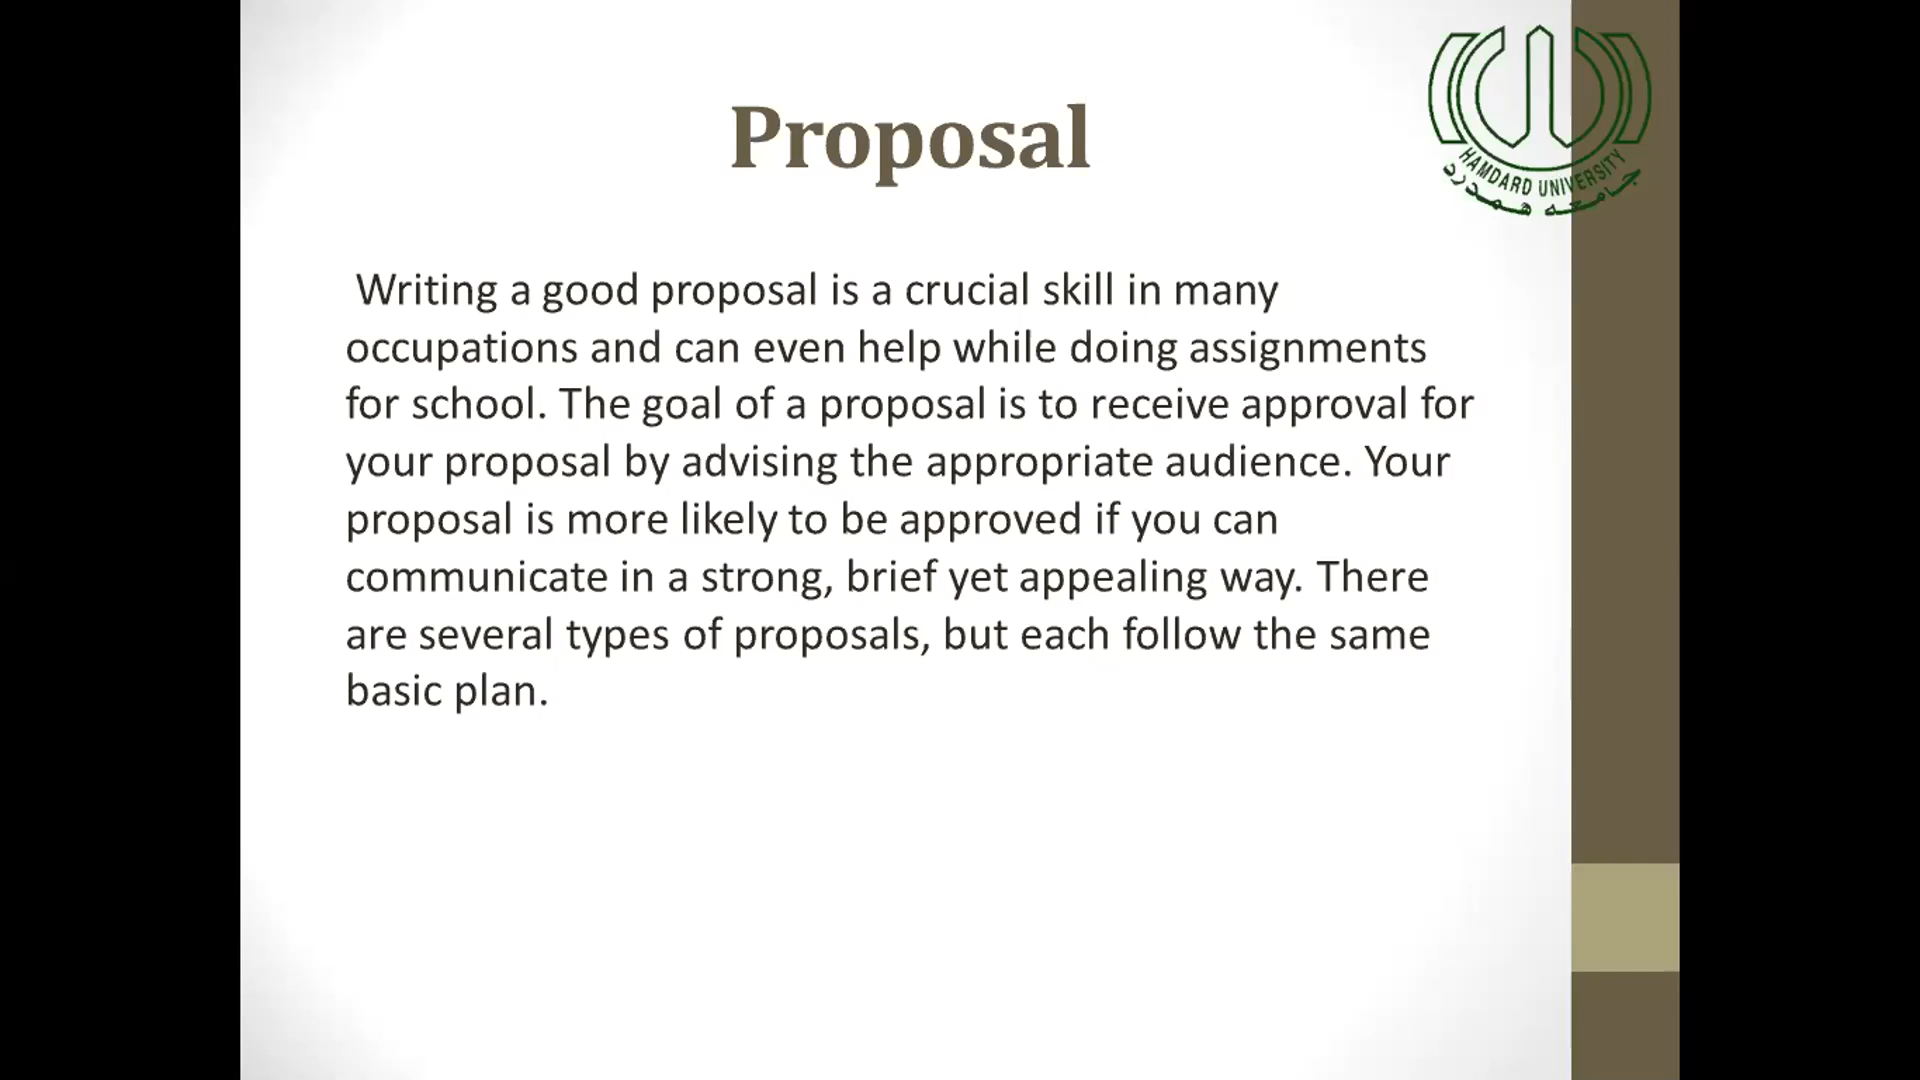 Proposal
HAMDARD UNIVERSITY
جامعه همدرد
Writing a good proposal is a crucial skill in many
occupations and can even help while doing assignments
for school. The goal of a proposal is to receive approval for
your proposal by advising the appropriate audience. Your
proposal is more likely to be approved if you can
communicate in a strong, brief yet appealing way. There
are several types of proposals, but each follow the same
basic plan.